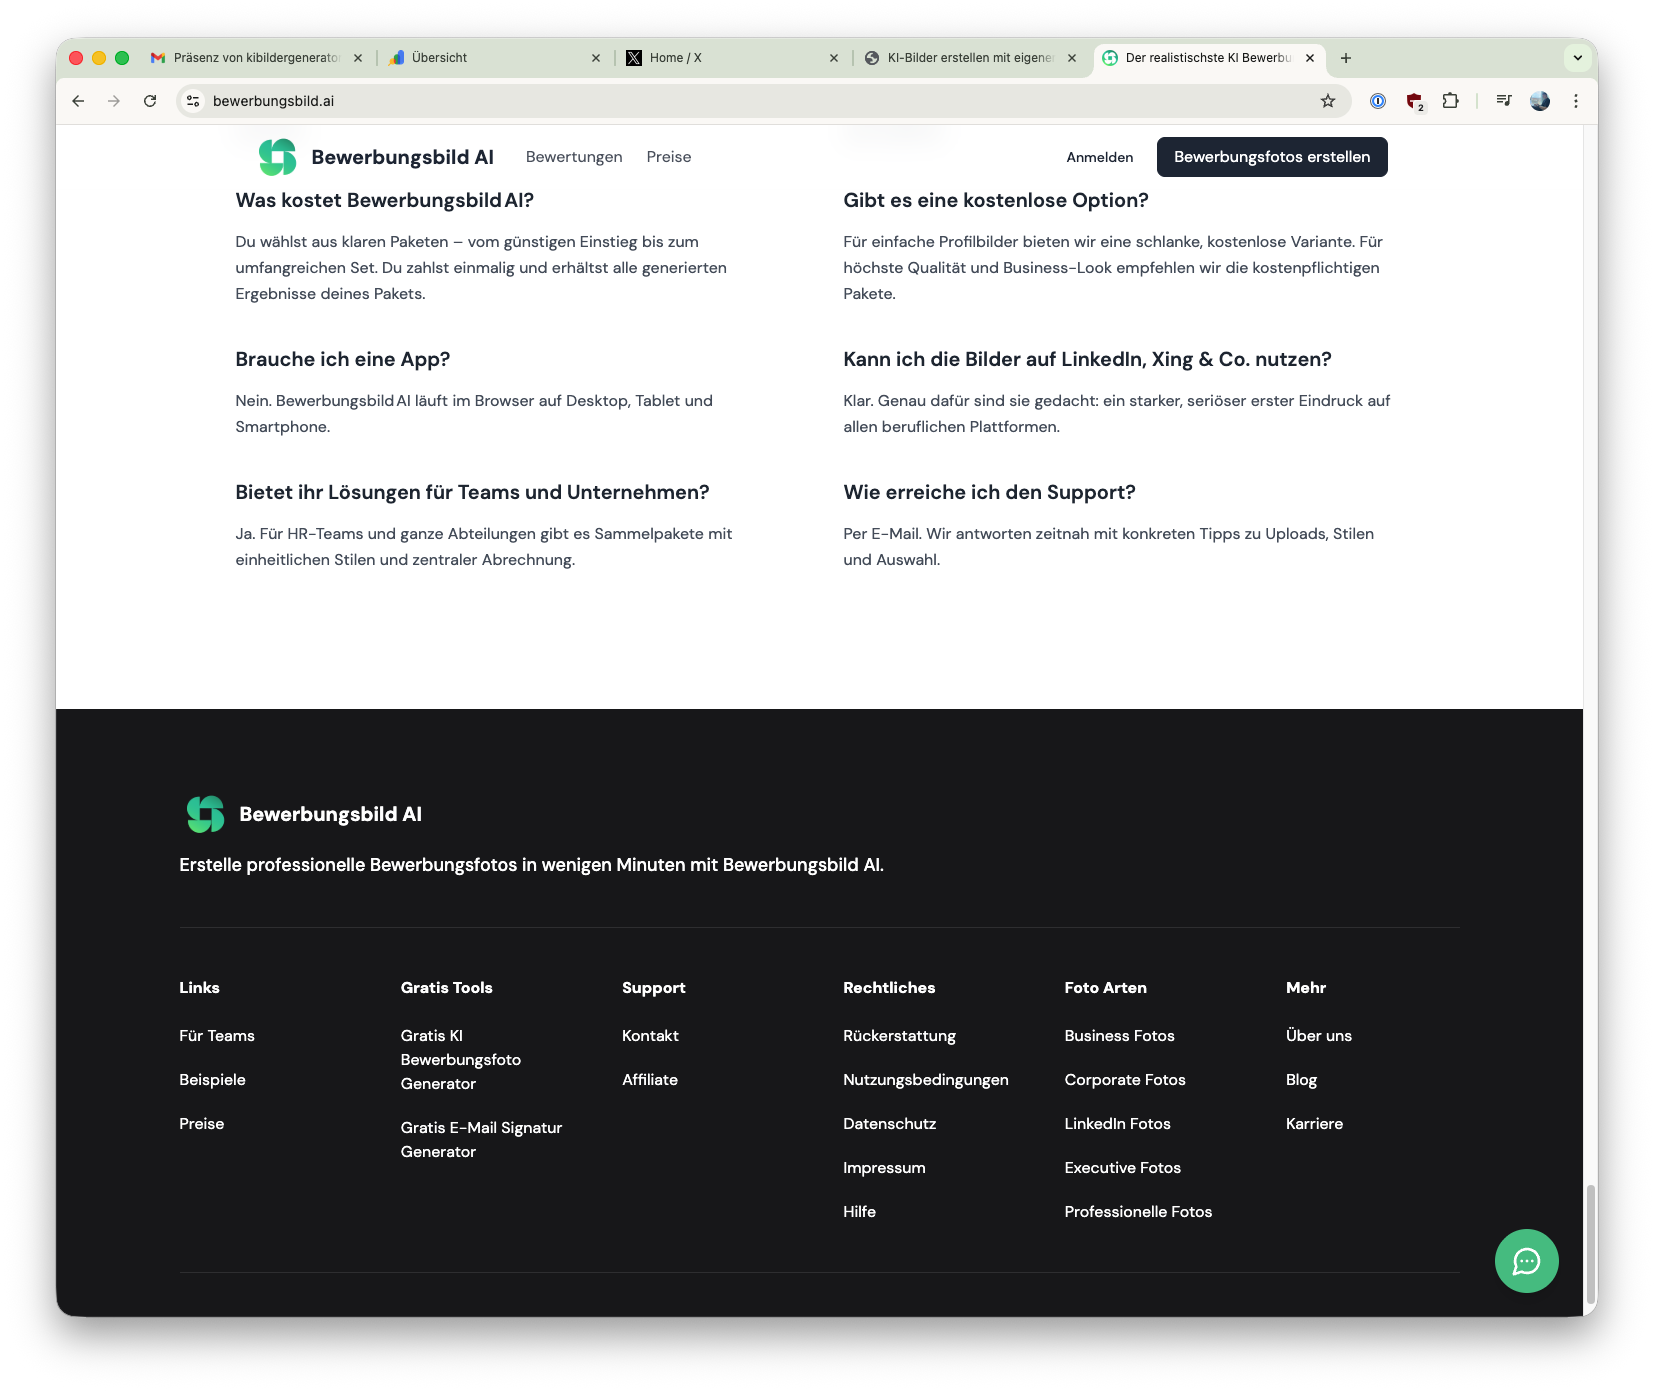 Präsenz von kibildergenerator
Übersicht
Home / X
KI-Bilder erstellen mit eigener
Der realistischste KI Bewerbu
bewerbungsbild.ai
2
Bewerbungsbild AI
Bewertungen
Preise
Anmelden
Bewerbungsfotos erstellen
Was kostet Bewerbungsbild AI?
Du wählst aus klaren Paketen – vom günstigen Einstieg bis zum
umfangreichen Set. Du zahlst einmalig und erhältst alle generierten
Ergebnisse deines Pakets.
Gibt es eine kostenlose Option?
Für einfache Profilbilder bieten wir eine schlanke, kostenlose Variante. Für
höchste Qualität und Business-Look empfehlen wir die kostenpflichtigen
Pakete.
Brauche ich eine App?
Nein. Bewerbungsbild AI läuft im Browser auf Desktop, Tablet und
Smartphone.
Kann ich die Bilder auf LinkedIn, Xing & Co. nutzen?
Klar. Genau dafür sind sie gedacht: ein starker, seriöser erster Eindruck auf
allen beruflichen Plattformen.
Bietet ihr Lösungen für Teams und Unternehmen?
Ja. Für HR-Teams und ganze Abteilungen gibt es Sammelpakete mit
einheitlichen Stilen und zentraler Abrechnung.
Wie erreiche ich den Support?
Per E-Mail. Wir antworten zeitnah mit konkreten Tipps zu Uploads, Stilen
und Auswahl.
Bewerbungsbild AI
Erstelle professionelle Bewerbungsfotos in wenigen Minuten mit Bewerbungsbild AI.
Links
Für Teams
Beispiele
Preise
Gratis Tools
Gratis KI
Bewerbungsfoto
Generator
Gratis E-Mail Signatur
Generator
Support
Kontakt
Affiliate
Rechtliches
Rückerstattung
Nutzungsbedingungen
Datenschutz
Impressum
Hilfe
Foto Arten
Business Fotos
Corporate Fotos
LinkedIn Fotos
Executive Fotos
Professionelle Fotos
Mehr
Über uns
Blog
Karriere